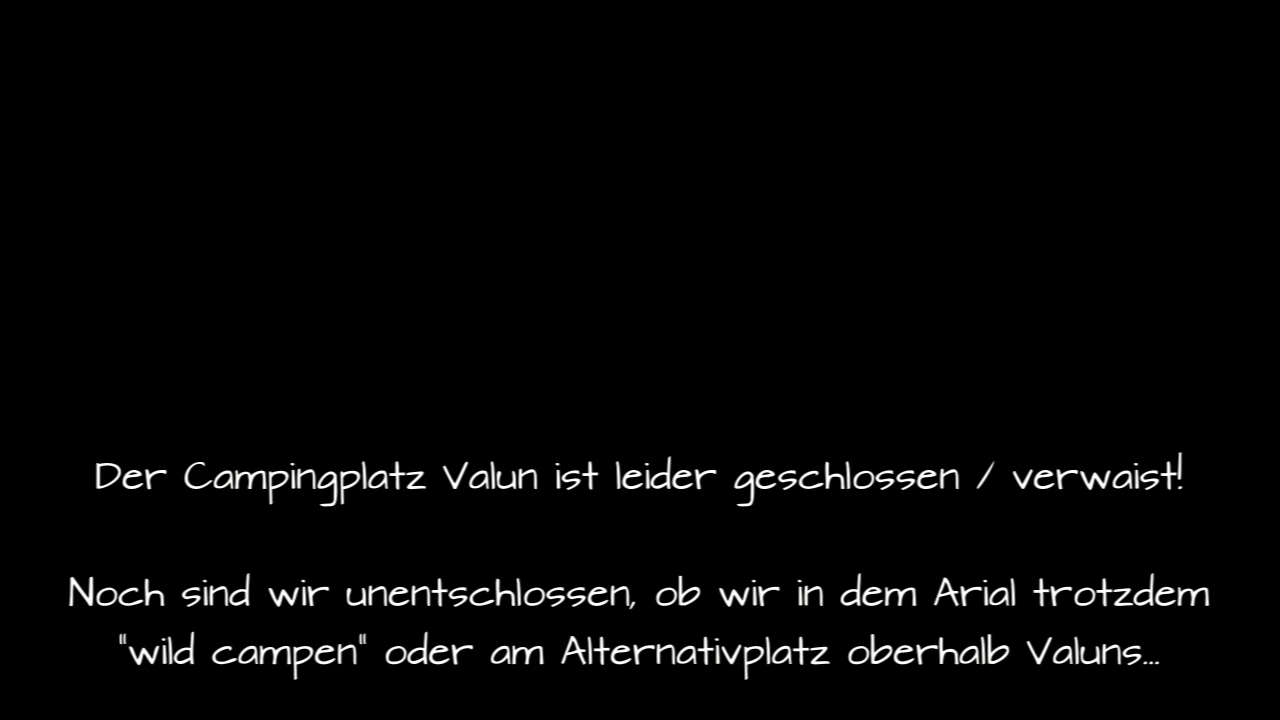 Der Campingplatz Valun ist leider geschlossen / verwaist!
Noch sind wir unentschlossen, ob wir in dem Arial trotzdem
"wild campen" oder am Alternativplatz oberhalb Valuns...